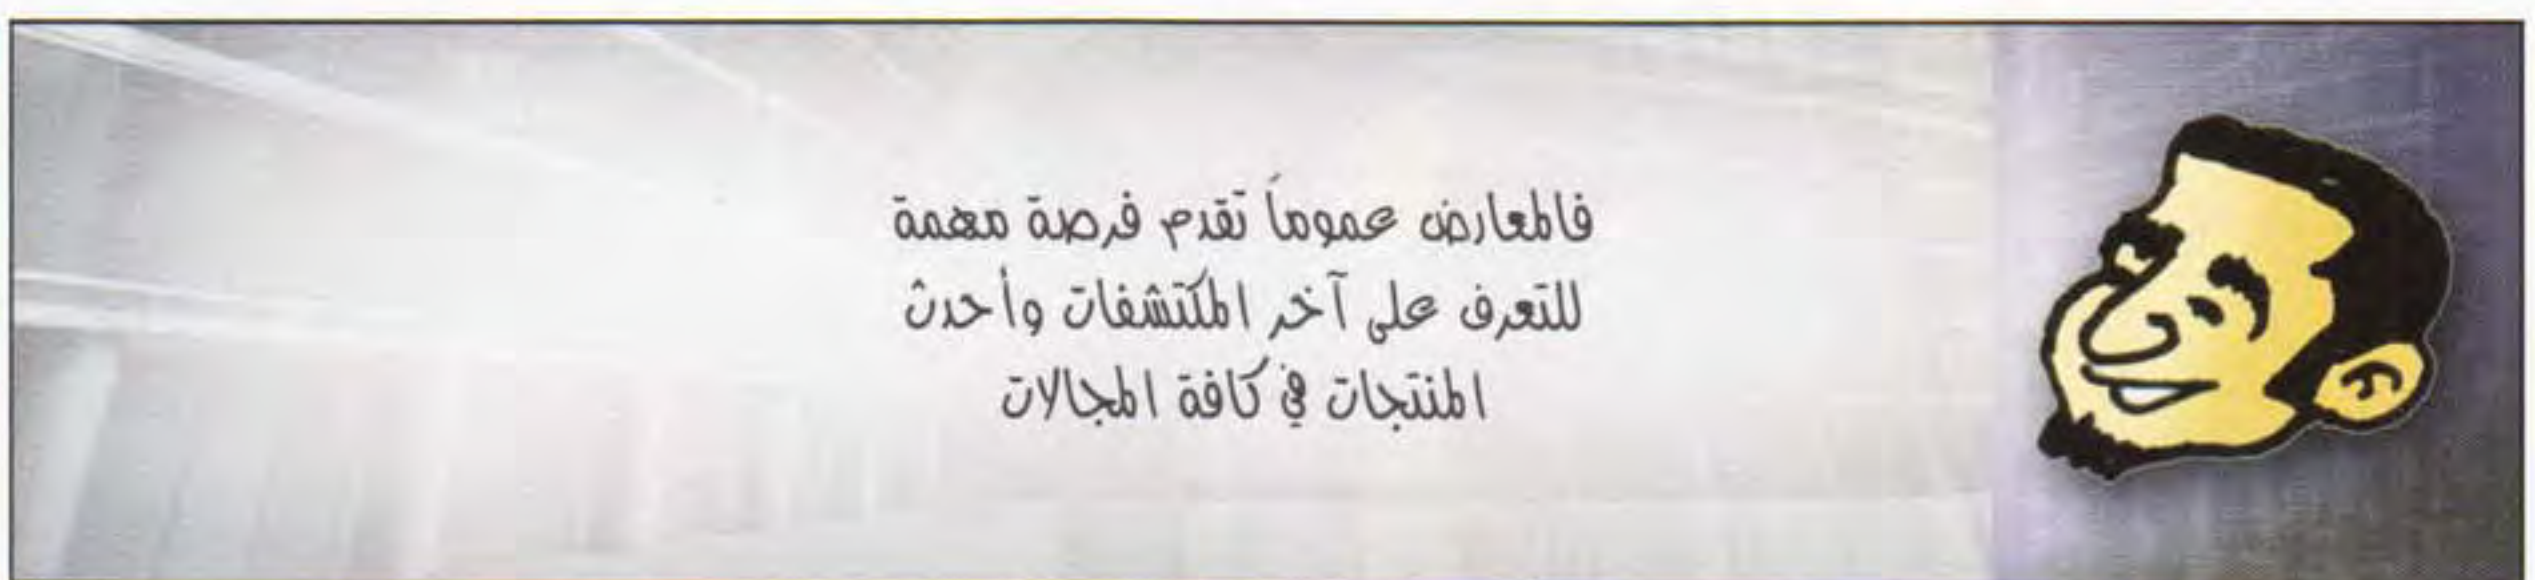 فالمعارض عموماً تقدم فرصة مهمة
للتعرف على آخر المكتشفات وأحدث
المنتجات في كافة المجالات